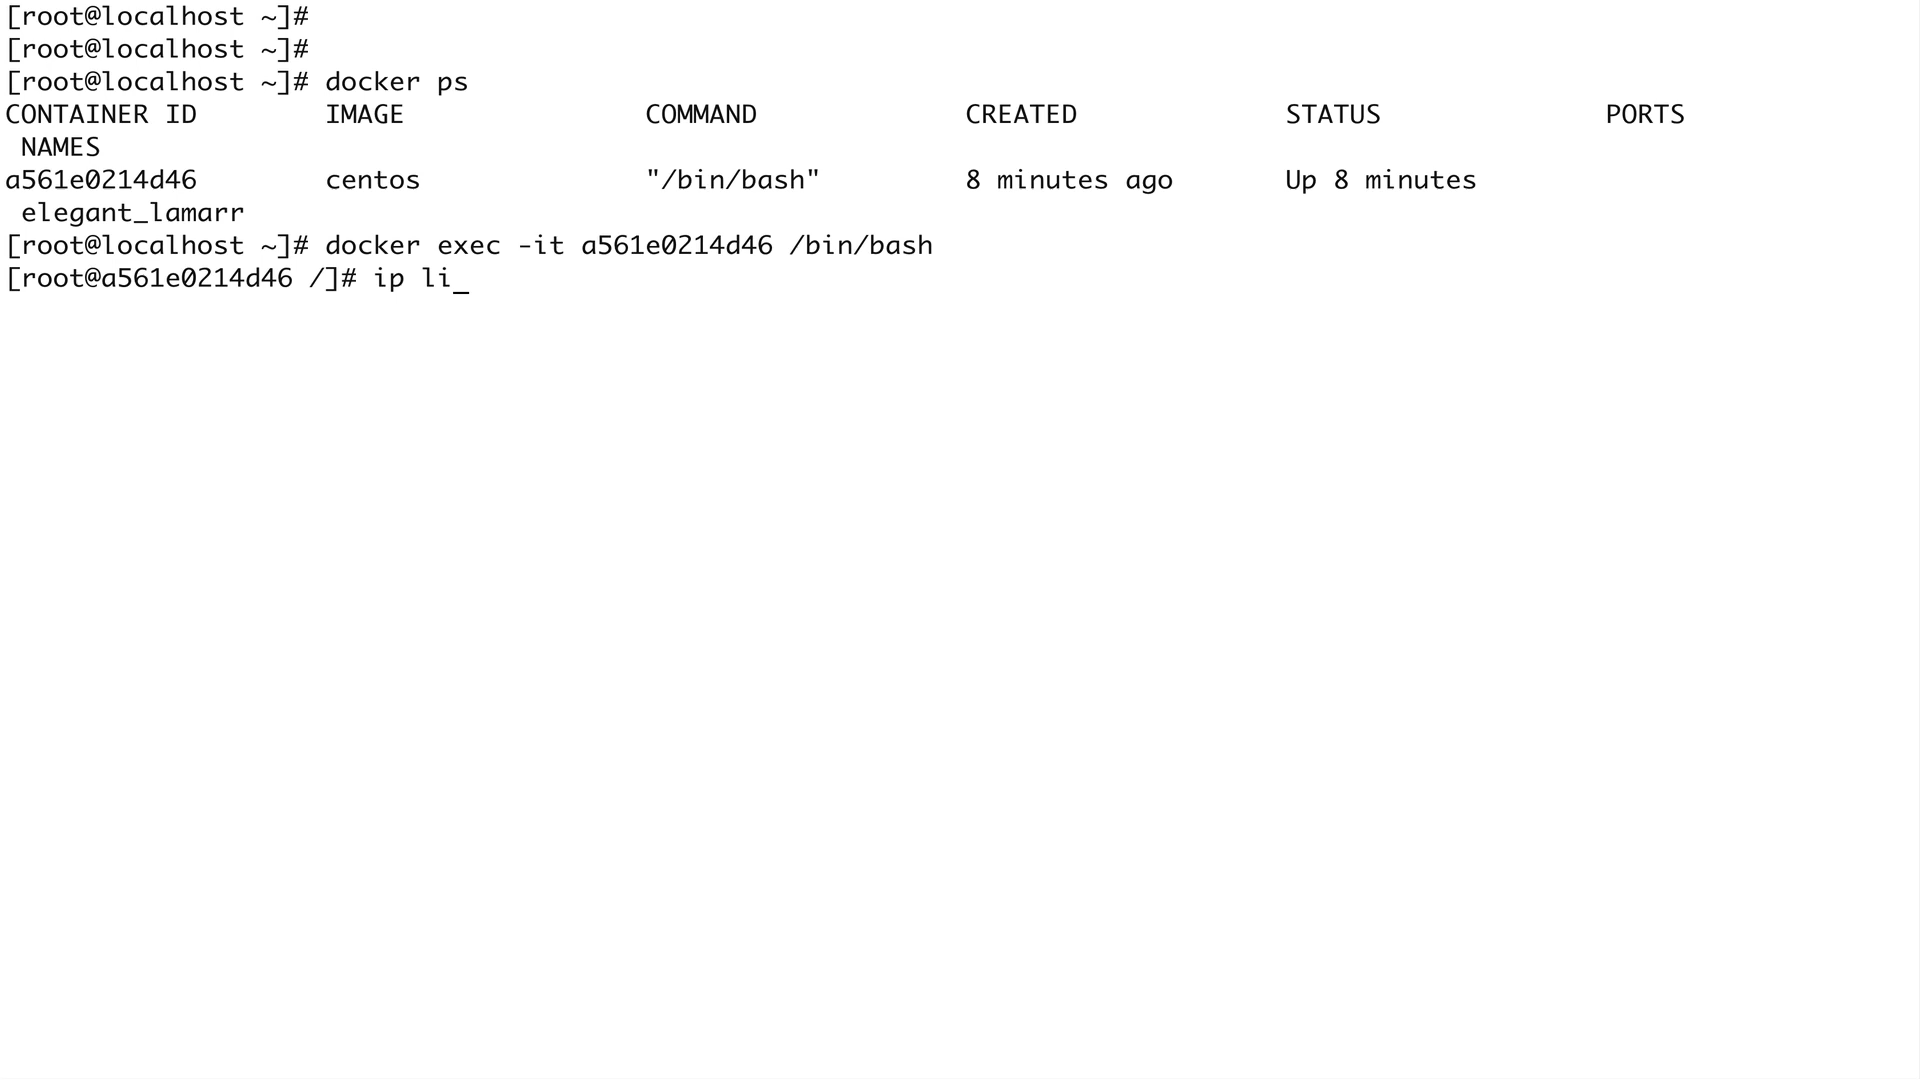 [root@localhost ~]#
[root@localhost ~]#
[root@localhost ~]# docker ps
CONTAINER ID        IMAGE               COMMAND             CREATED             STATUS              PORTS
 NAMES
a561e0214d46        centos              "/bin/bash"         8 minutes ago       Up 8 minutes
 elegant_lamarr
[root@localhost ~]# docker exec -it a561e0214d46 /bin/bash
[root@a561e0214d46 /]# ip li_